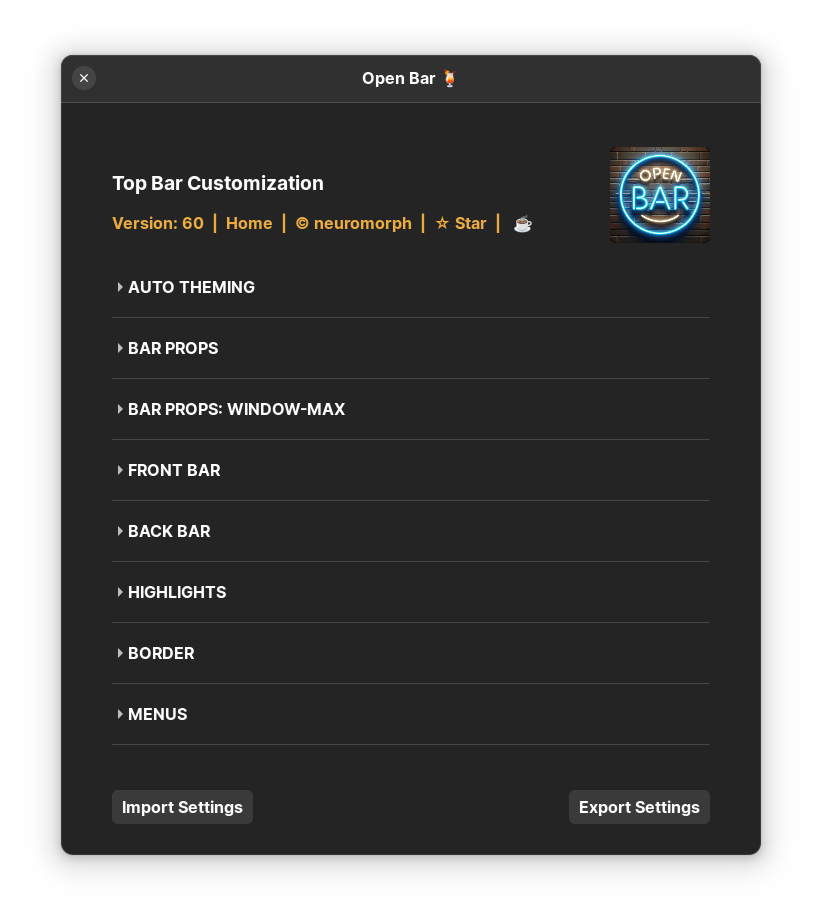 Open Bar 🍹
OPEN
BAR
Top Bar Customization
Version: 60 | Home | © neuromorph | ☆ Star | ☕
AUTO THEMING
BAR PROPS
BAR PROPS: WINDOW-MAX
FRONT BAR
BACK BAR
HIGHLIGHTS
BORDER
MENUS
Import Settings
Export Settings